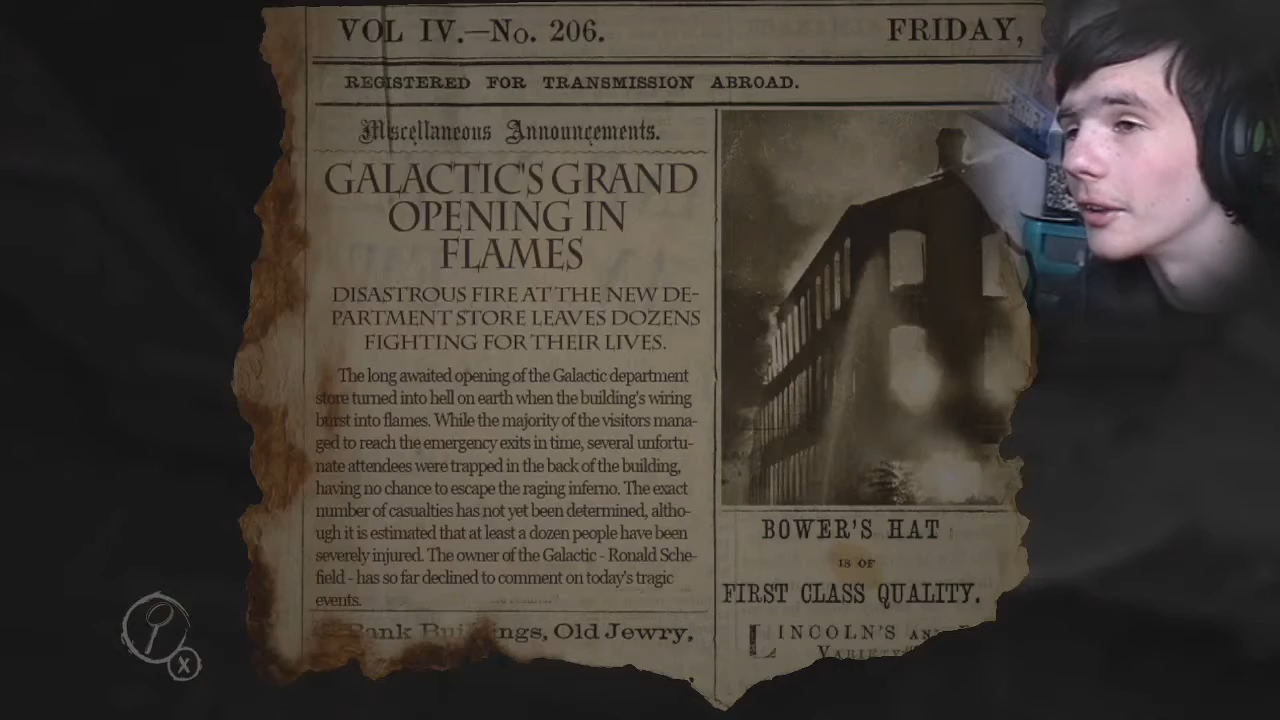 VOL IV.—No. 206.
FRIDAY,
REGISTERED FOR TRANSMISSION ABROAD.
Miscellaneous Announcements.
GALACTIC'S GRAND
OPENING IN
FLAMES
DISASTROUS FIRE AT THE NEW DE-
PARTMENT STORE LEAVES DOZENS
FIGHTING FOR THEIR LIVES.
The long awaited opening of the Galactic department
store turned into hell on earth when the building's wiring
burst into flames. While the majority of the visitors mana-
ged to reach the emergency exits in time, several unfortu-
nate attendees were trapped in the back of the building,
having no chance to escape the raging inferno. The exact
number of casualties has not yet been determined, altho-
ugh it is estimated that at least a dozen people have been
severely injured. The owner of the Galactic - Ronald Sche-
field - has so far declined to comment on today's tragic
events.
Bank Buildings, Old Jewry,
BOWER'S HAT
IS OF
FIRST CLASS QUALITY.
LINCOLN'S
X